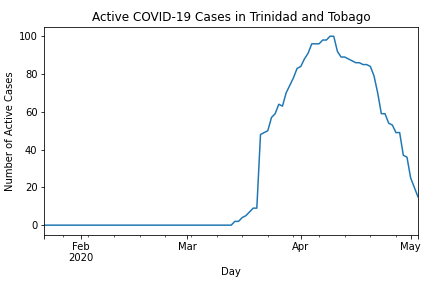 Active COVID-19 Cases in Trinidad and Tobago
100
80
60
40
20
0
Number of Active Cases
Feb
2020
Mar
Apr
May
Day